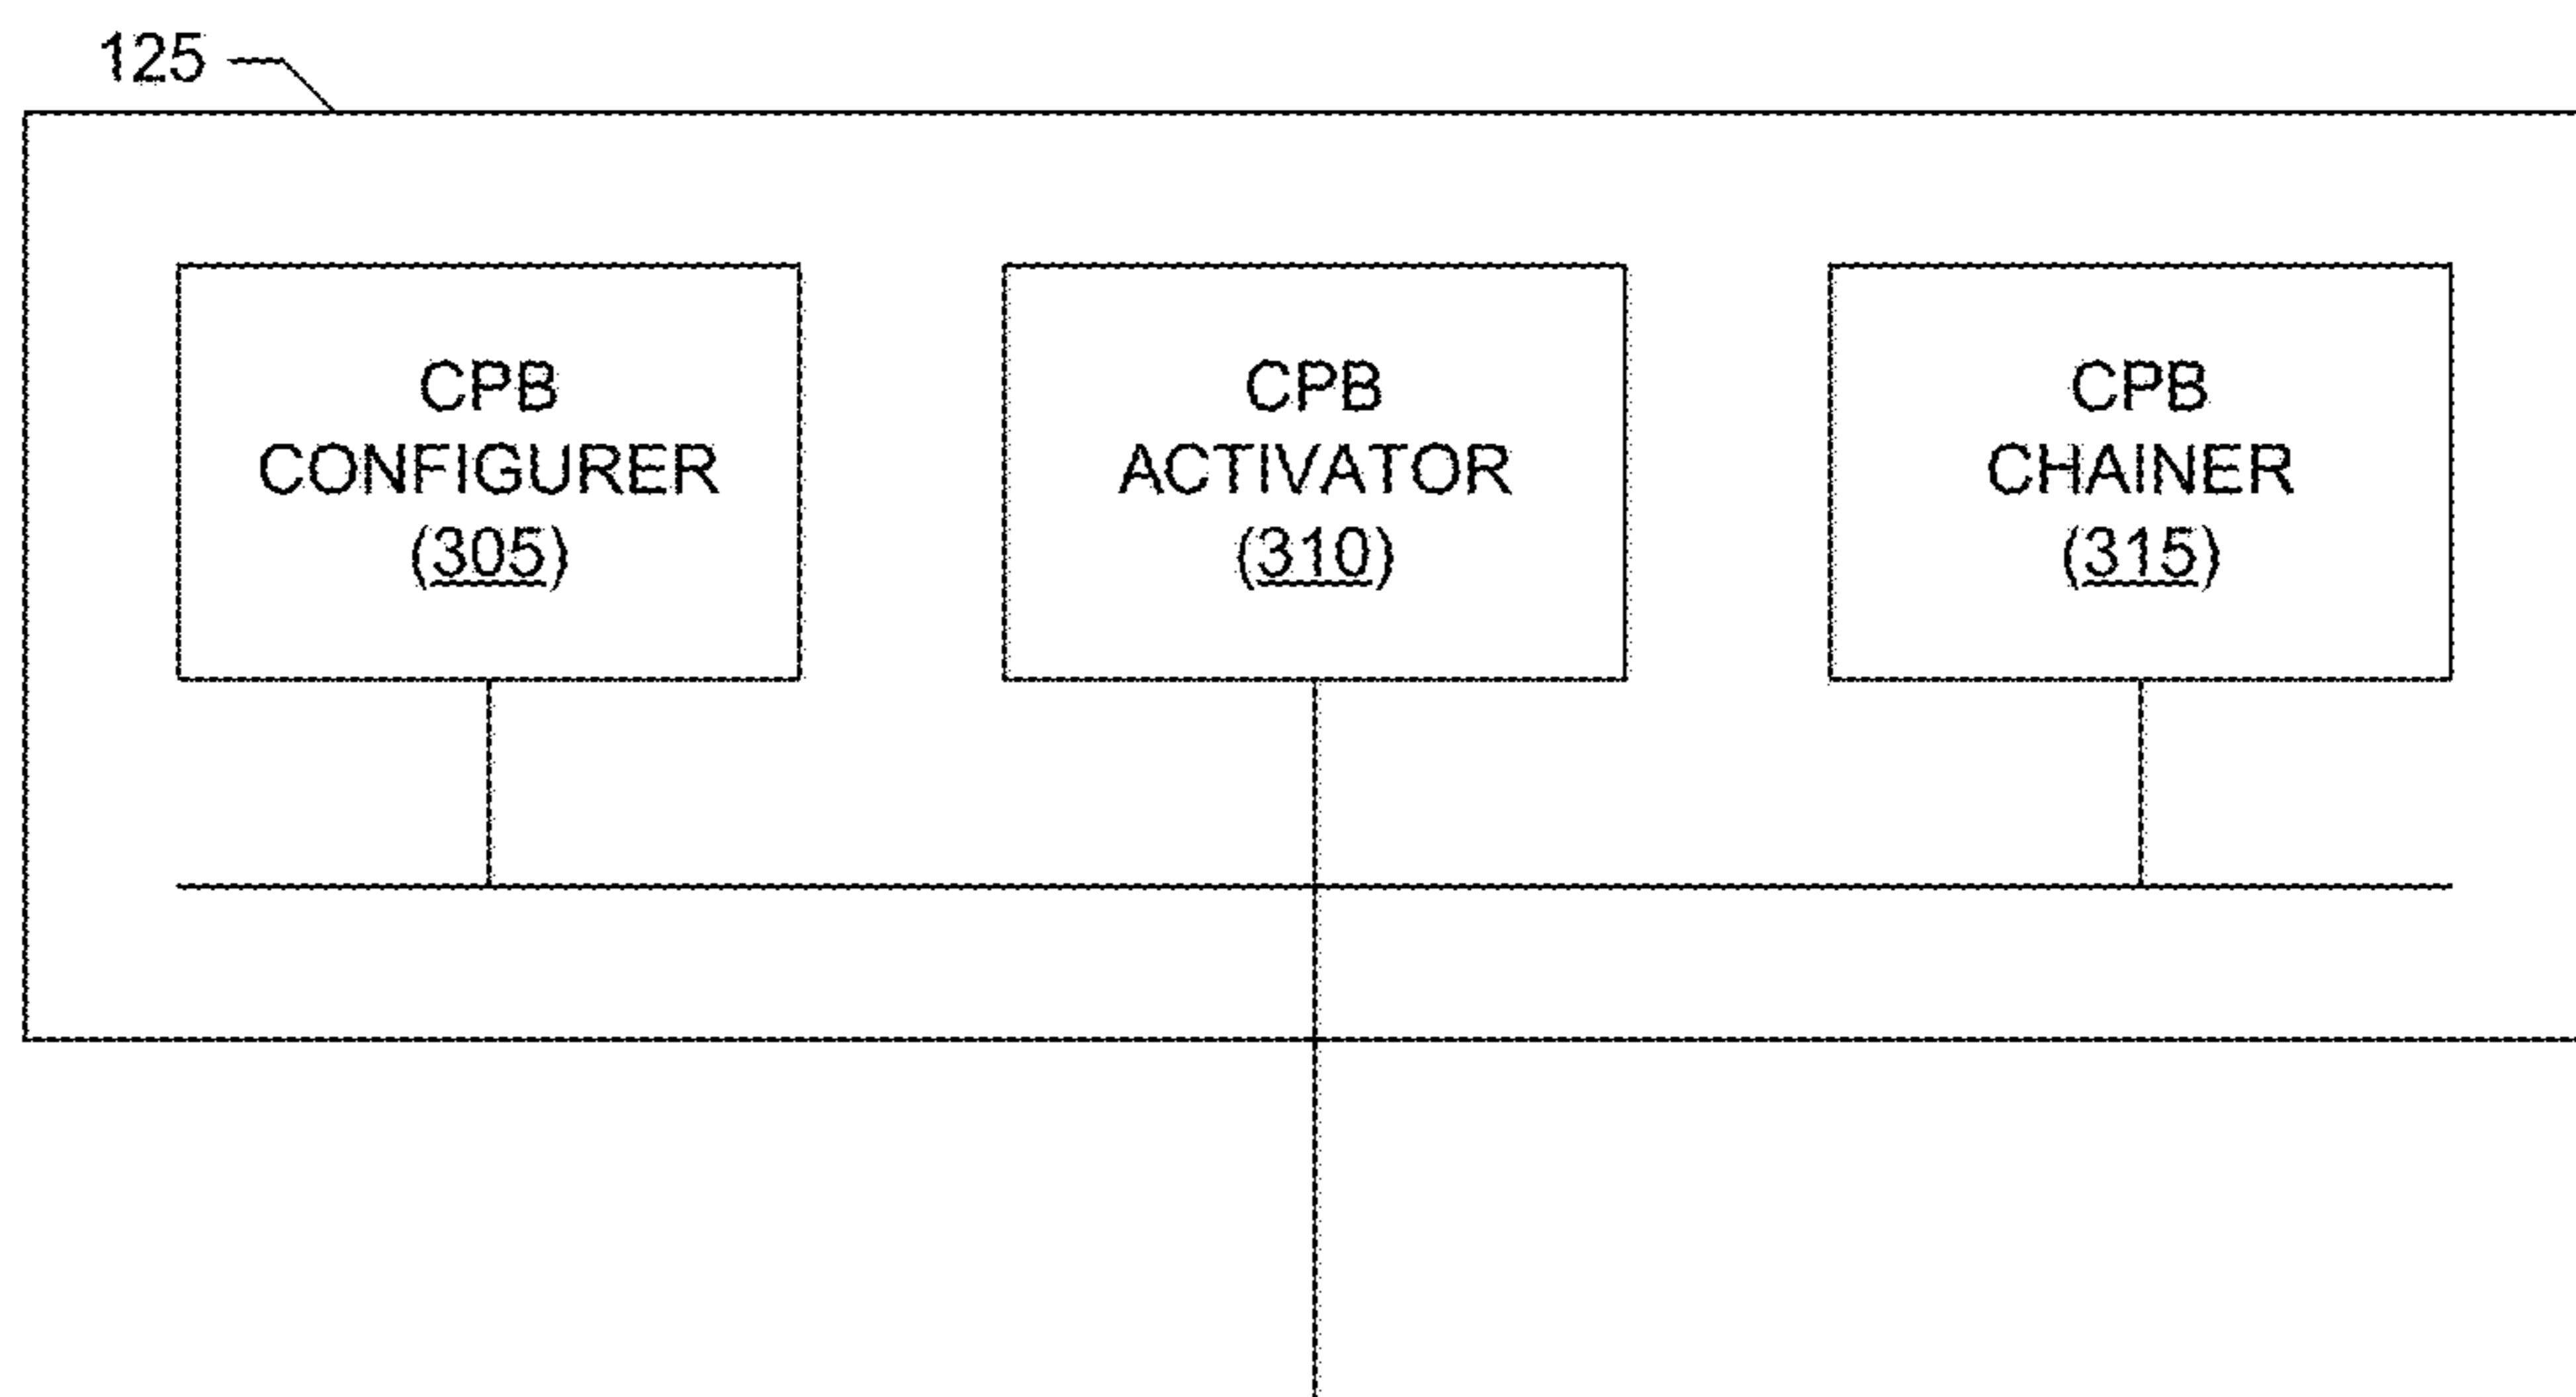 125
CPB
CONFIGURER
(305)
CPB
ACTIVATOR
(310)
CPB
CHAINER
(315)